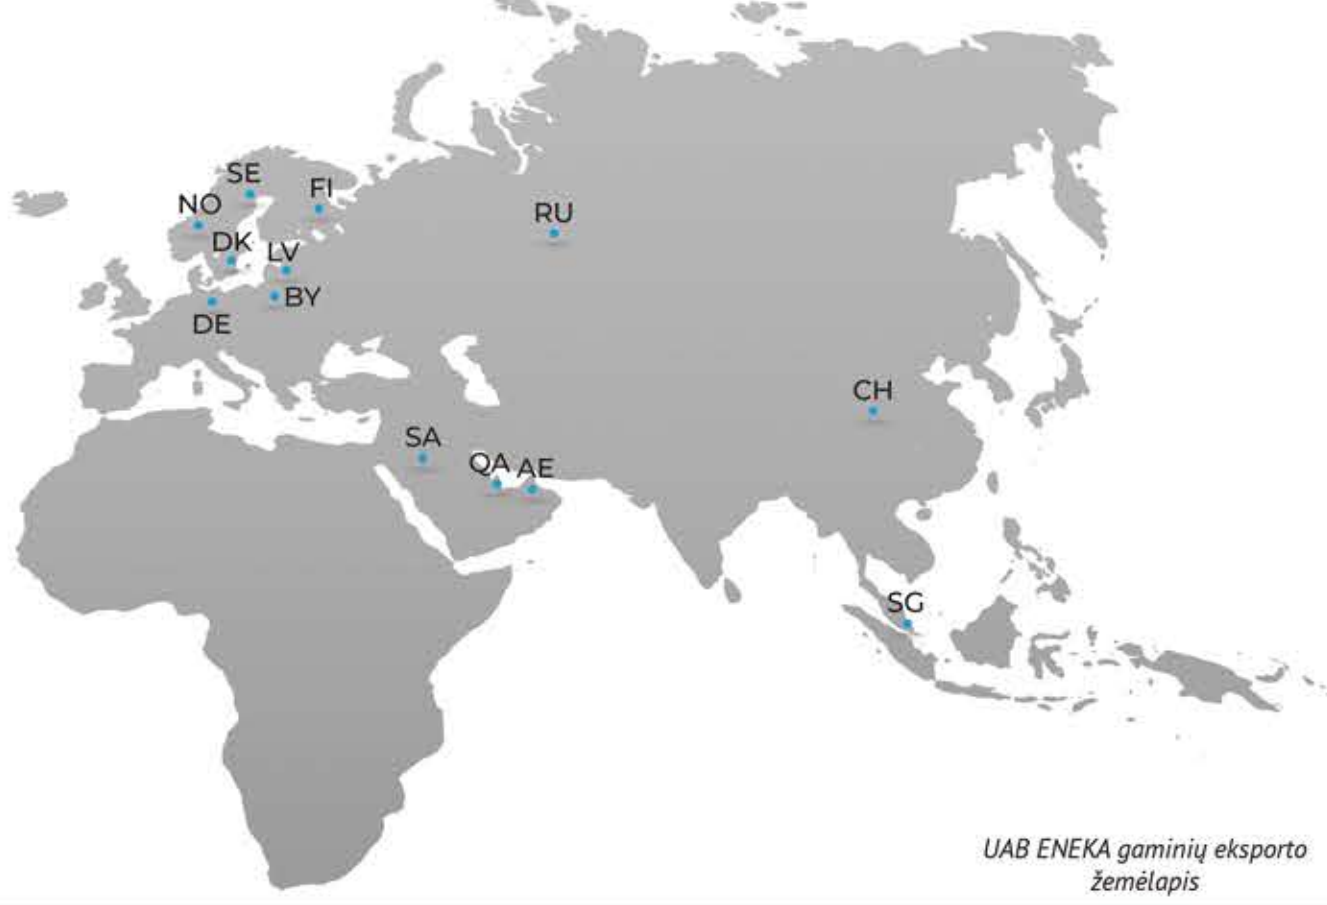 SE
FI
NO
RU
DK
LV
BY
DE
CH
SA
QA
AE
SG
UAB ENEKA gaminių eksporto
žemėlapis